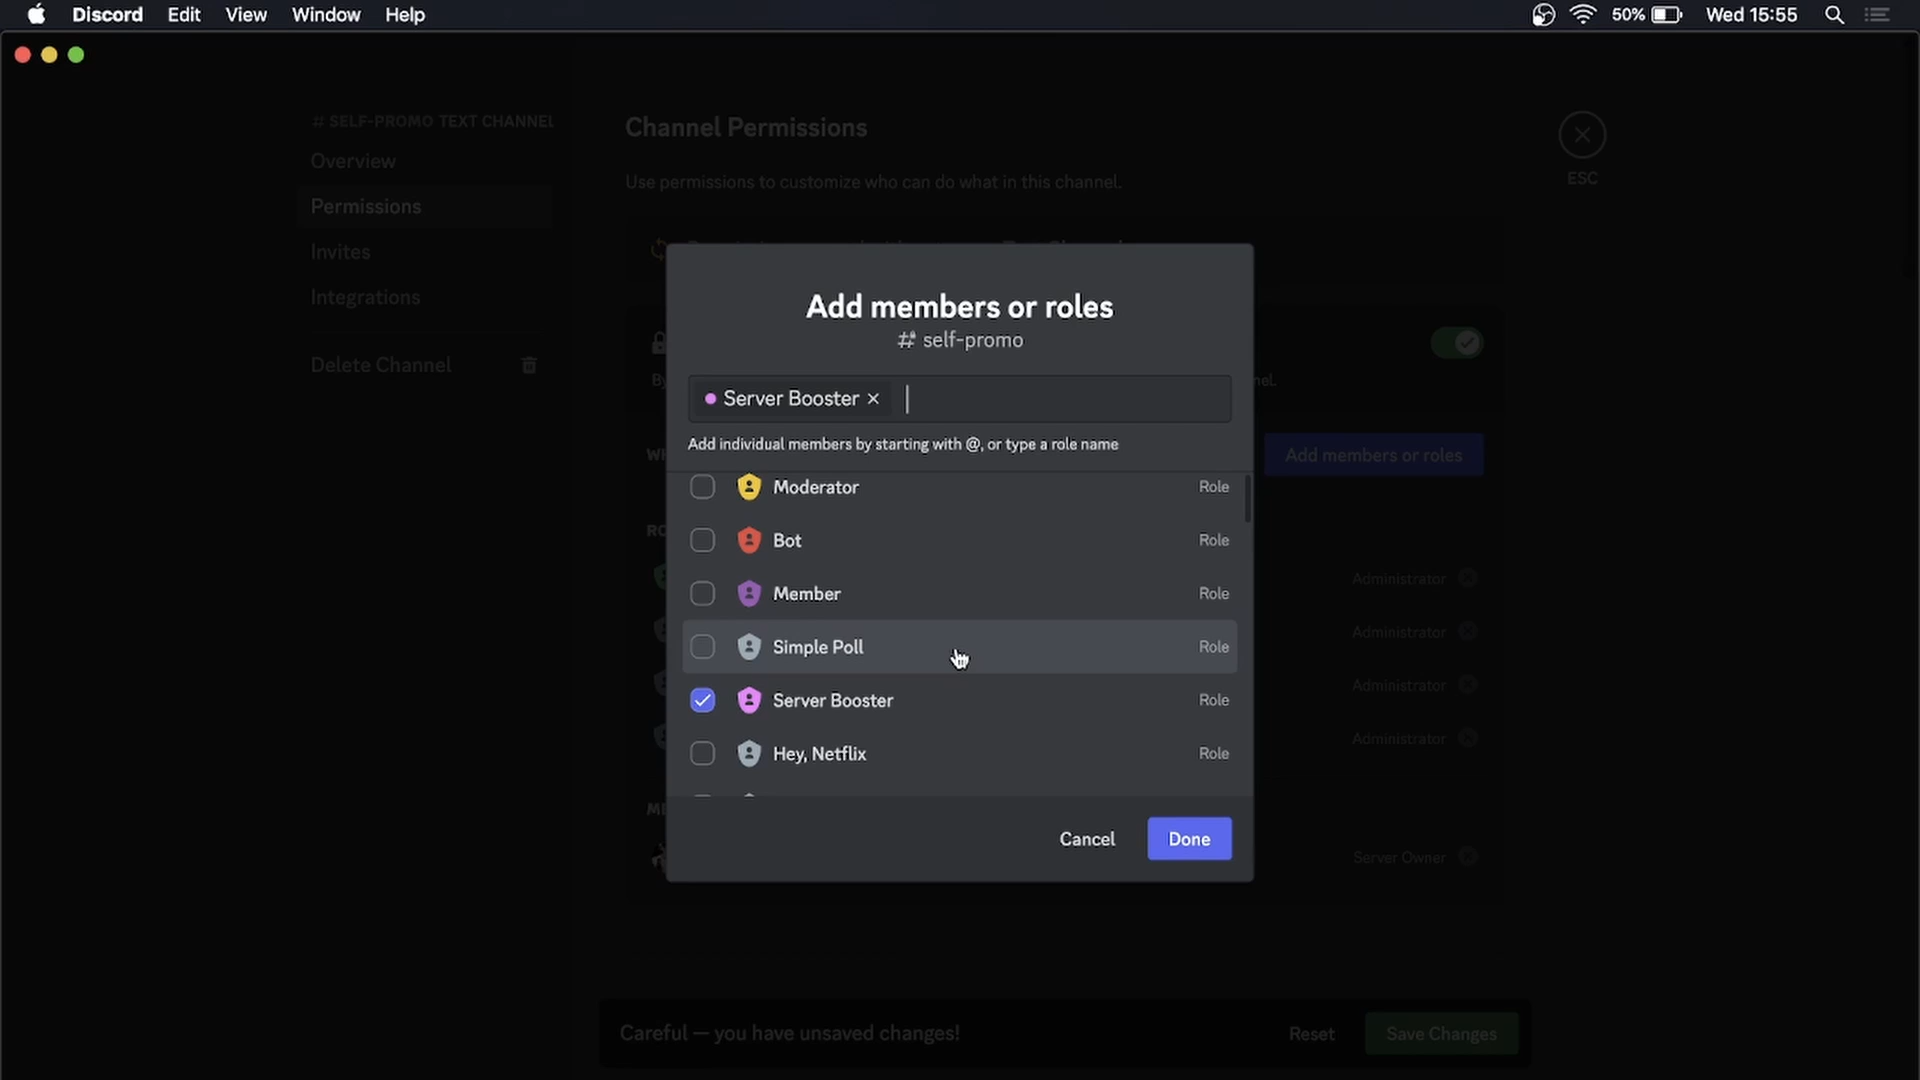 Discord Edit View Window Help 50% Wed 15:55
# SELF-PROMO TEXT CHANNEL
Overview
Permissions
Invites
Integrations
Delete Channel
Channel Permissions
Use permissions to customize who can do what in this channel.
ESC
Add members or roles
# self-promo
Server Booster ×
Add individual members by starting with @, or type a role name
Moderator Role
Bot Role
Member Role
Simple Poll Role
Server Booster Role
Hey, Netflix Role
Cancel Done
Add members or roles
Administrator
Administrator
Administrator
Administrator
Server Owner
Careful — you have unsaved changes! Reset Save Changes